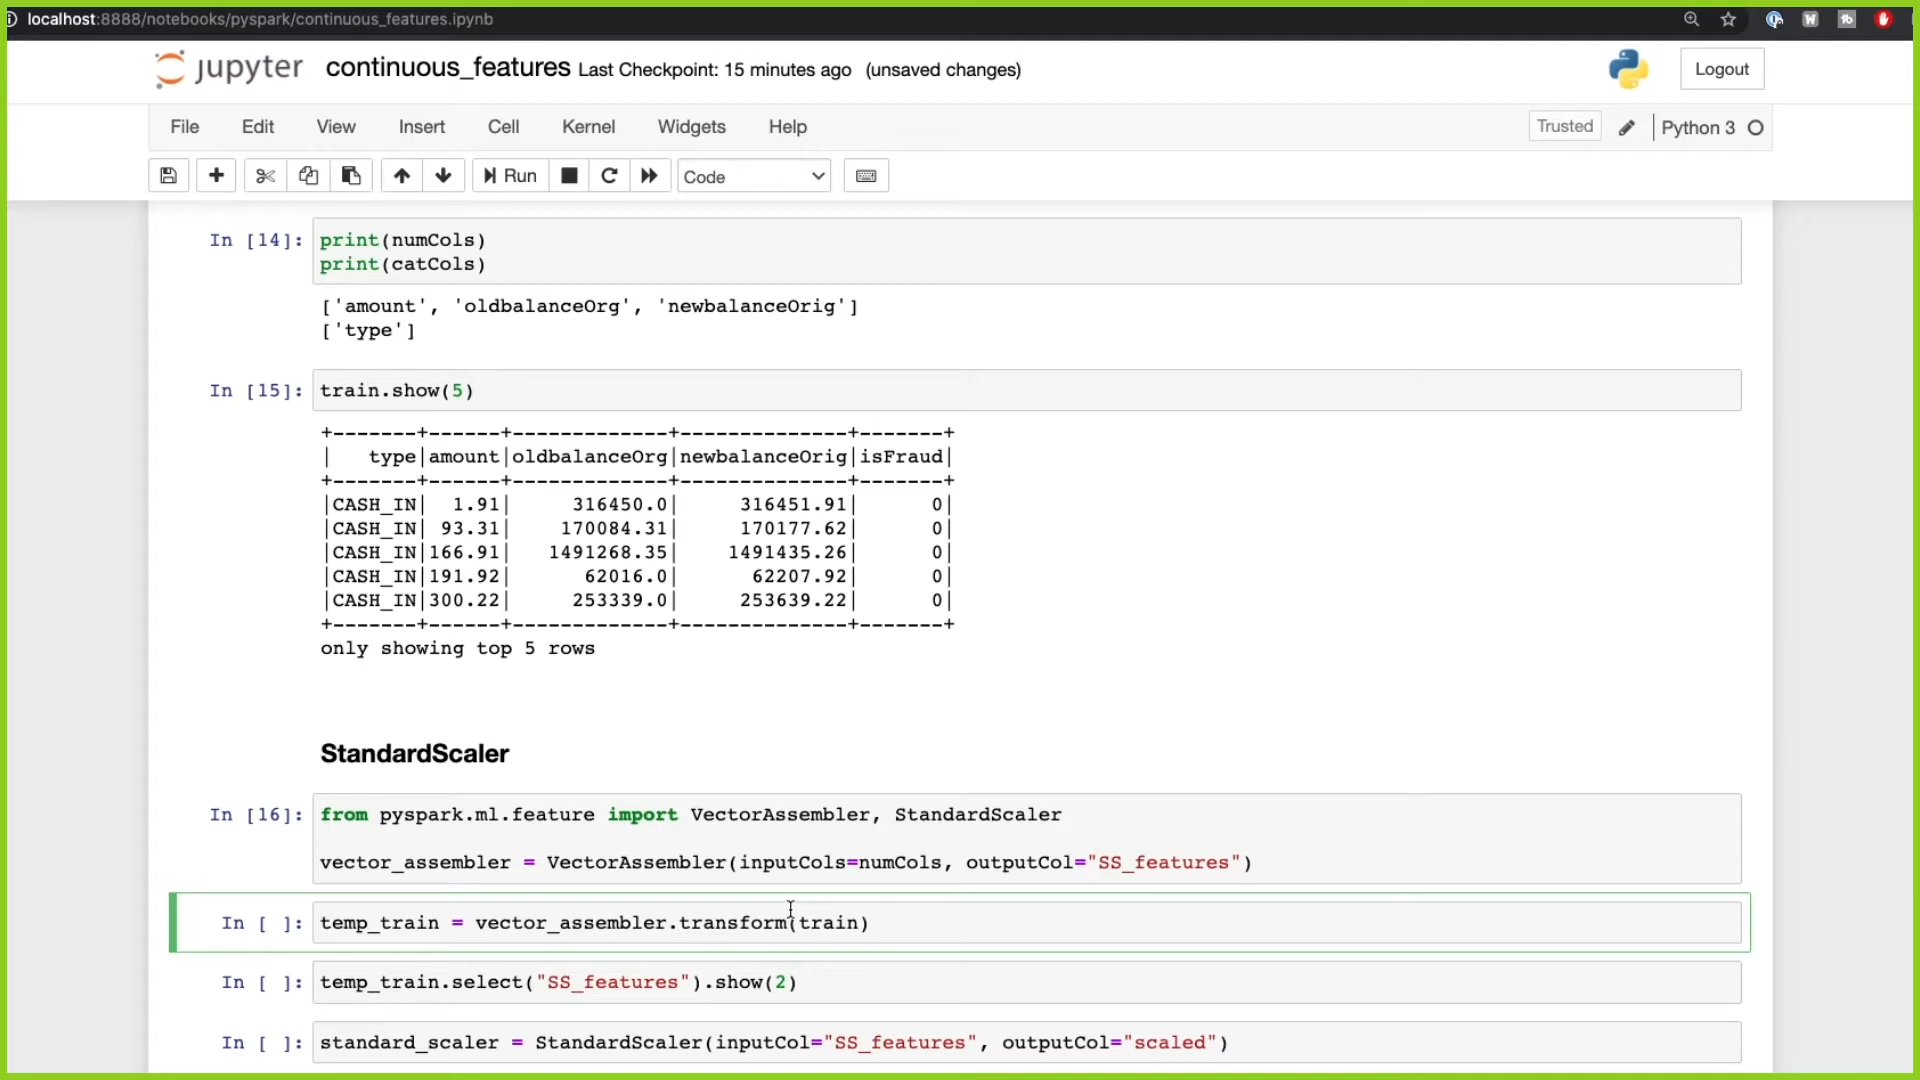 localhost:8888/notebooks/pyspark/continuous_features.ipynb
W tb
jupyter continuous_features Last Checkpoint: 15 minutes ago (unsaved changes) Logout
File Edit View Insert Cell Kernel Widgets Help Trusted Python 3
Run Code
In [14]: print(numCols)
print(catCols)
['amount', 'oldbalanceOrg', 'newbalanceOrig']
['type']
In [15]: train.show(5)
+-------+------+-------------+--------------+-------+
|   type|amount|oldbalanceOrg|newbalanceOrig|isFraud|
+-------+------+-------------+--------------+-------+
|CASH_IN|  1.91|     316450.0|     316451.91|      0|
|CASH_IN| 93.31|    170084.31|     170177.62|      0|
|CASH_IN|166.91|   1491268.35|    1491435.26|      0|
|CASH_IN|191.92|      62016.0|      62207.92|      0|
|CASH_IN|300.22|     253339.0|     253639.22|      0|
+-------+------+-------------+--------------+-------+
only showing top 5 rows
StandardScaler
In [16]: from pyspark.ml.feature import VectorAssembler, StandardScaler
vector_assembler = VectorAssembler(inputCols=numCols, outputCol="SS_features")
In [ ]: temp_train = vector_assembler.transform(train)
In [ ]: temp_train.select("SS_features").show(2)
In [ ]: standard_scaler = StandardScaler(inputCol="SS_features", outputCol="scaled")